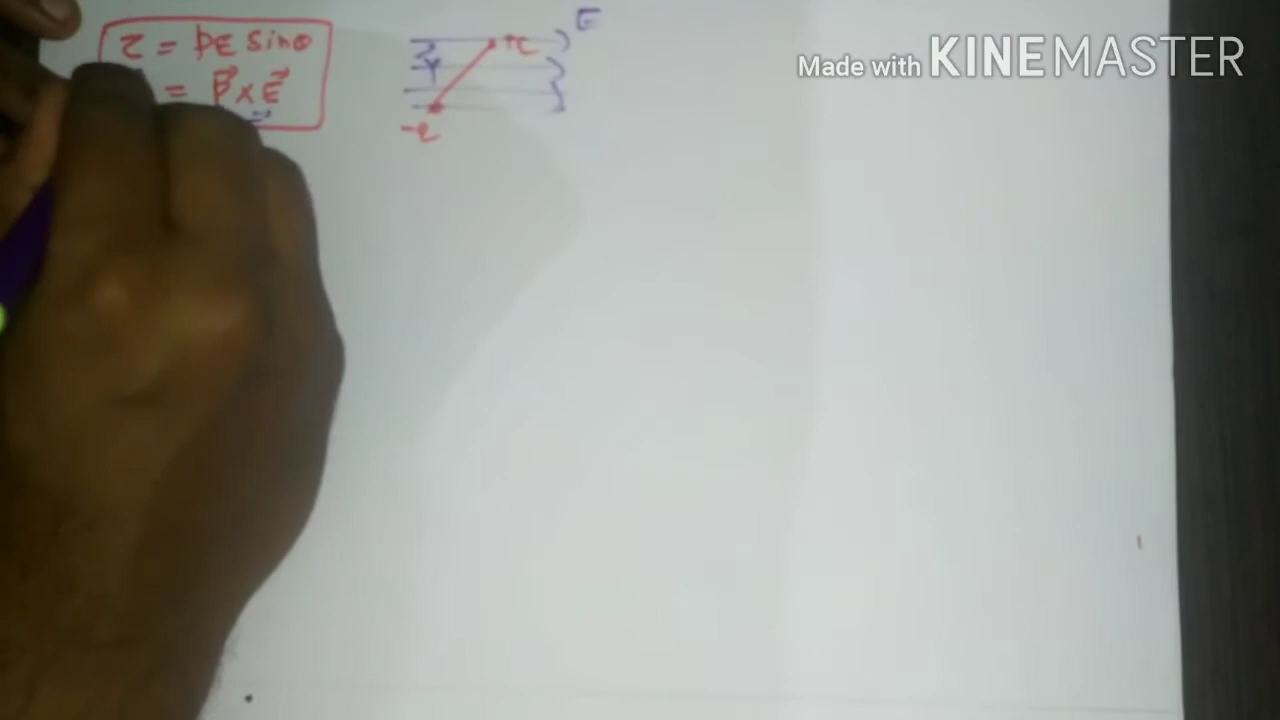 τ = pE sinθ
= P⃗ × E⃗
E
+q
-q
Made with KINEMASTER